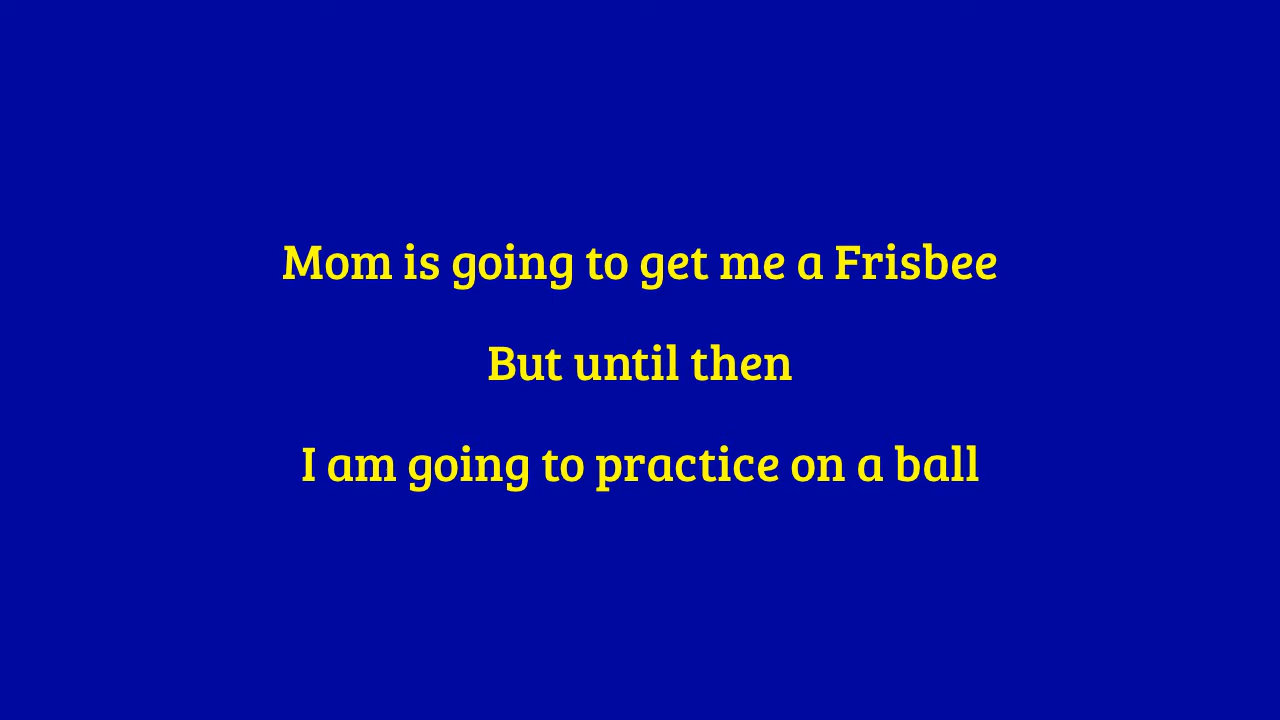 Mom is going to get me a Frisbee
But until then
I am going to practice on a ball